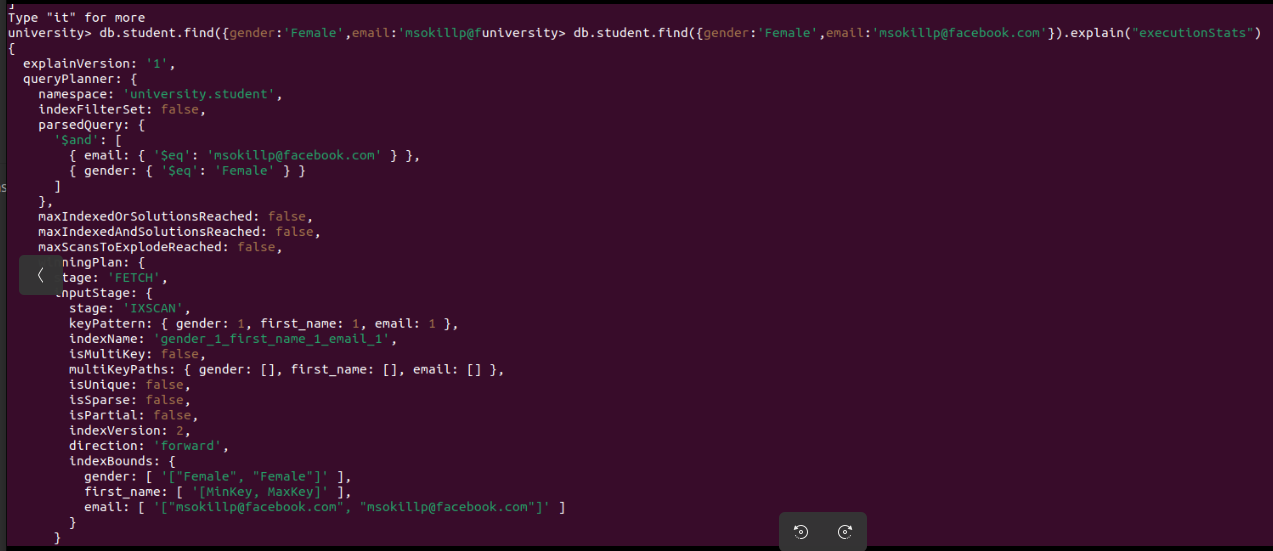 Type "it" for more
university> db.student.find({gender:'Female',email:'msokillp@funiversity> db.student.find({gender:'Female',email:'msokillp@facebook.com'}).explain("executionStats")
{
  explainVersion: '1',
  queryPlanner: {
    namespace: 'university.student',
    indexFilterSet: false,
    parsedQuery: {
      '$and': [
        { email: { '$eq': 'msokillp@facebook.com' } },
        { gender: { '$eq': 'Female' } }
      ]
    },
    maxIndexedOrSolutionsReached: false,
    maxIndexedAndSolutionsReached: false,
    maxScansToExplodeReached: false,
ningPlan: {
tage: 'FETCH',
nputStage: {
        stage: 'IXSCAN',
        keyPattern: { gender: 1, first_name: 1, email: 1 },
        indexName: 'gender_1_first_name_1_email_1',
        isMultiKey: false,
        multiKeyPaths: { gender: [], first_name: [], email: [] },
        isUnique: false,
        isSparse: false,
        isPartial: false,
        indexVersion: 2,
        direction: 'forward',
        indexBounds: {
          gender: [ '["Female", "Female"]' ],
          first_name: [ '[MinKey, MaxKey]' ],
          email: [ '["msokillp@facebook.com", "msokillp@facebook.com"]' ]
        }
      }